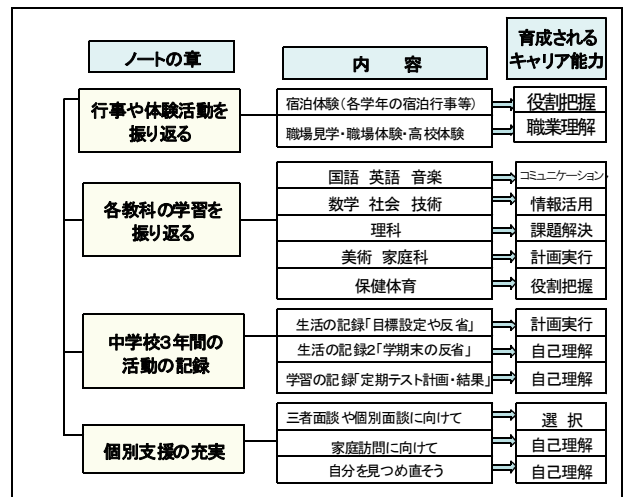 ノートの章
内 容
育成される
キャリア能力
行事や体験活動を
振り返る
宿泊体験(各学年の宿泊行事等)
役割把握
職場見学・職場体験・高校体験
職業理解
各教科の学習を
振り返る
国語 英語 音楽
コミュニケーション
数学 社会 技術
情報活用
理科
課題解決
美術 家庭科
計画実行
保健体育
役割把握
中学校3年間の
活動の記録
生活の記録「目標設定や反省」
計画実行
生活の記録2「学期末の反省」
自己理解
学習の記録「定期テスト計画・結果」
自己理解
個別支援の充実
三者面談や個別面談に向けて
選 択
家庭訪問に向けて
自己理解
自分を見つめ直そう
自己理解